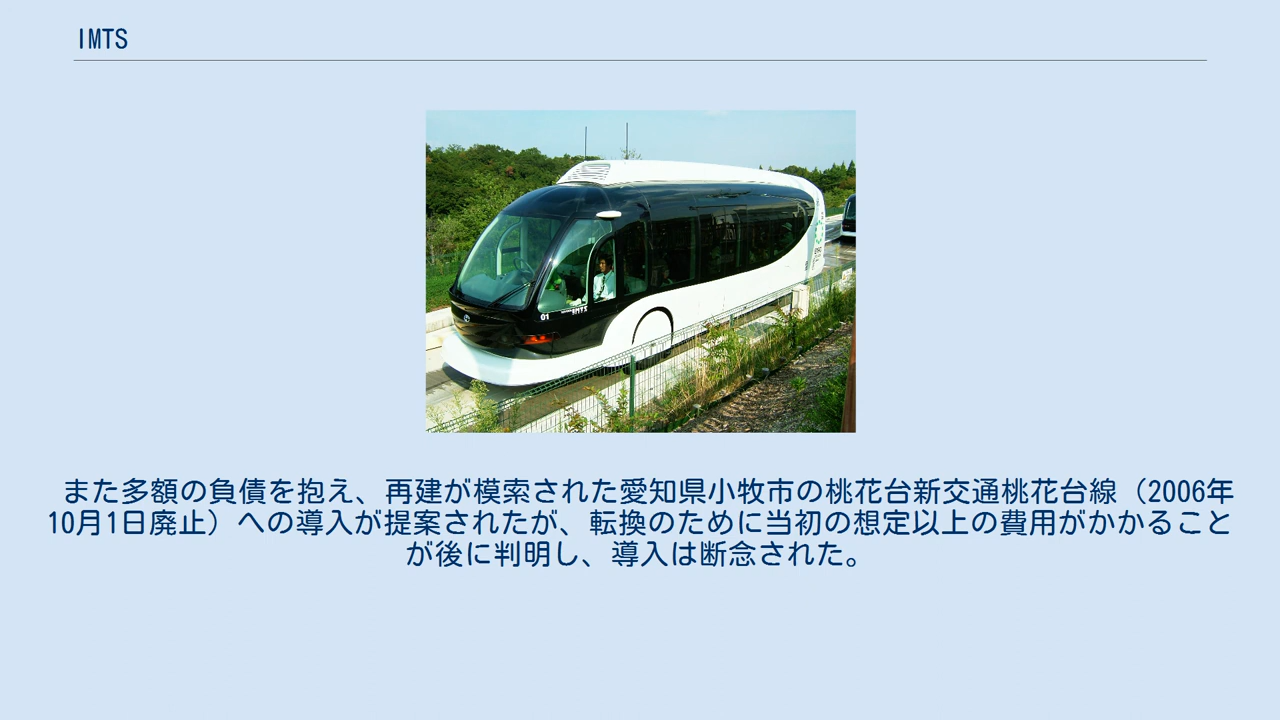 IMTS
01
IMTS
また多額の負債を抱え、再建が模索された愛知県小牧市の桃花台新交通桃花台線（2006年
10月1日廃止）への導入が提案されたが、転換のために当初の想定以上の費用がかかること
が後に判明し、導入は断念された。